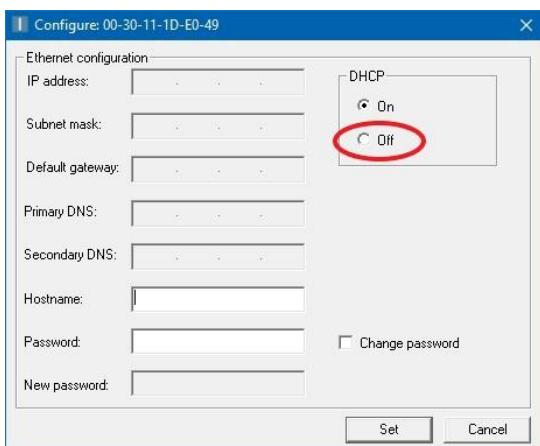 Configure: 00-30-11-1D-E0-49
Ethernet configuration
IP address:
DHCP
On
Subnet mask:
Off
Default gateway:
Primary DNS:
Secondary DNS:
Hostname:
Password:
Change password
New password:
Set
Cancel